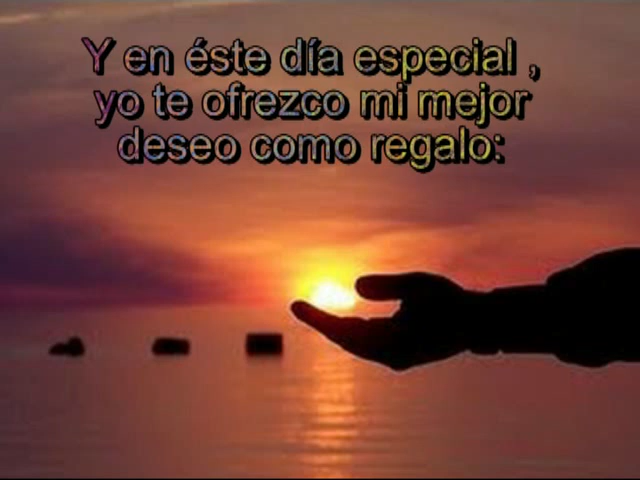 Y en éste día especial ,
yo te ofrezco mi mejor
deseo como regalo: